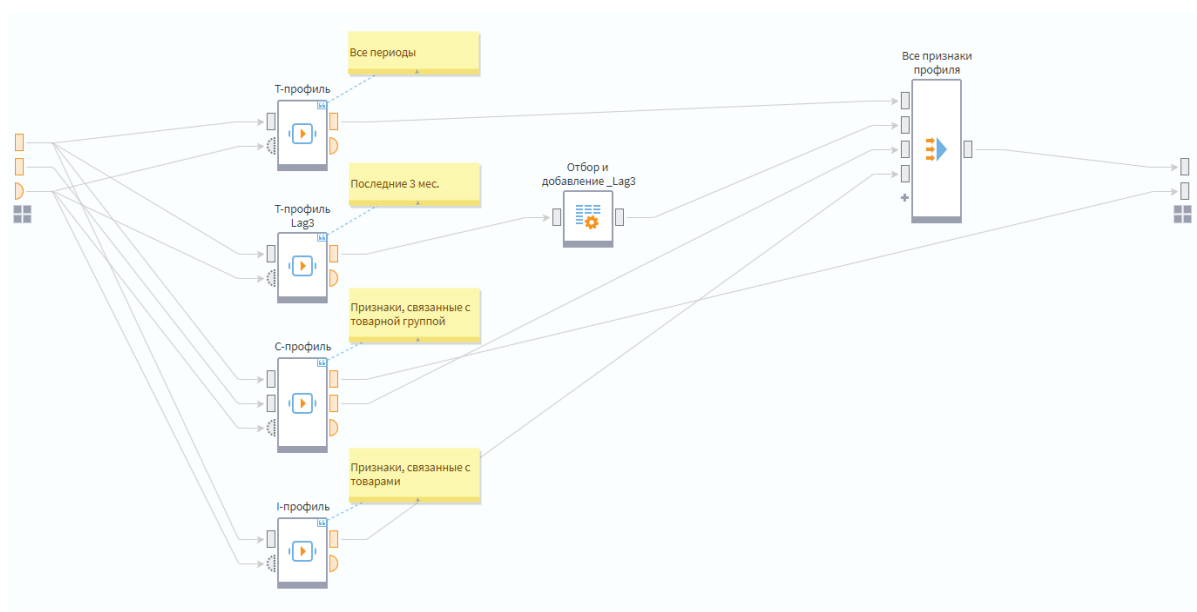 Все периоды
Т-профиль
Все признаки
профиля
Последние 3 мес.
Отбор и
добавление _Lag3
Т-профиль
Lag3
Признаки, связанные с
товарной группой
С-профиль
Признаки, связанные с
товарами
I-профиль